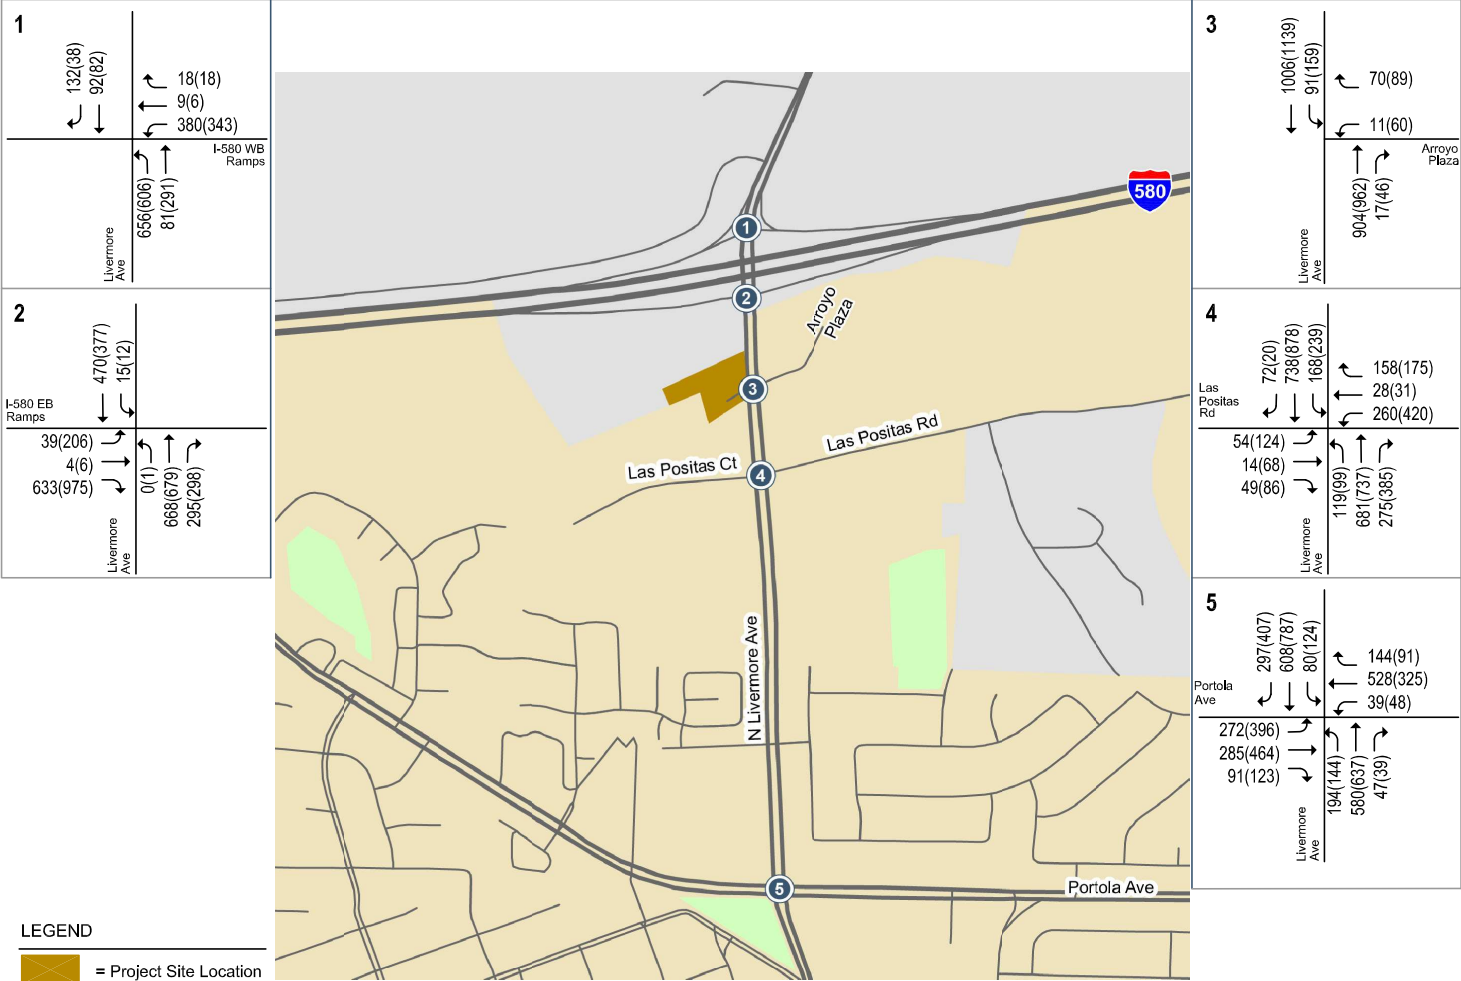 1
132(38)
92(82)
18(18)
9(6)
380(343)
I-580 WB
Ramps
656(606)
81(291)
Livermore
Ave
2
470(377)
15(12)
I-580 EB
Ramps
39(206)
4(6)
633(975)
0(1)
668(679)
295(298)
Livermore
Ave
LEGEND
= Project Site Location
580
1
2
Arroyo
Plaza
3
Las Positas Rd
Las Positas Ct
4
N Livermore Ave
5
Portola Ave
3
1006(1139)
91(159)
70(89)
11(60)
Arroyo
Plaza
904(962)
17(46)
Livermore
Ave
4
72(20)
738(878)
168(239)
158(175)
28(31)
260(420)
Las
Positas
Rd
54(124)
14(68)
49(86)
119(99)
681(737)
275(385)
Livermore
Ave
5
297(407)
608(787)
80(124)
144(91)
528(325)
39(48)
Portola
Ave
272(396)
285(464)
91(123)
194(144)
580(637)
47(39)
Livermore
Ave